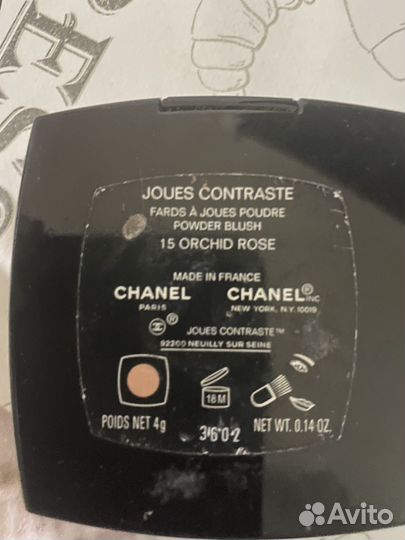 JOUES CONTRASTE
FARDS À JOUES POUDRE
POWDER BLUSH
15 ORCHID ROSE
MADE IN FRANCE
CHANEL CHANEL® INC
PARIS NEW YORK, N.Y. 10019
® JOUES CONTRASTE™
92200 NEUILLY SUR SEINE
18M
POIDS NET 4g 3602 NET WT. 0.14 OZ.
Avito